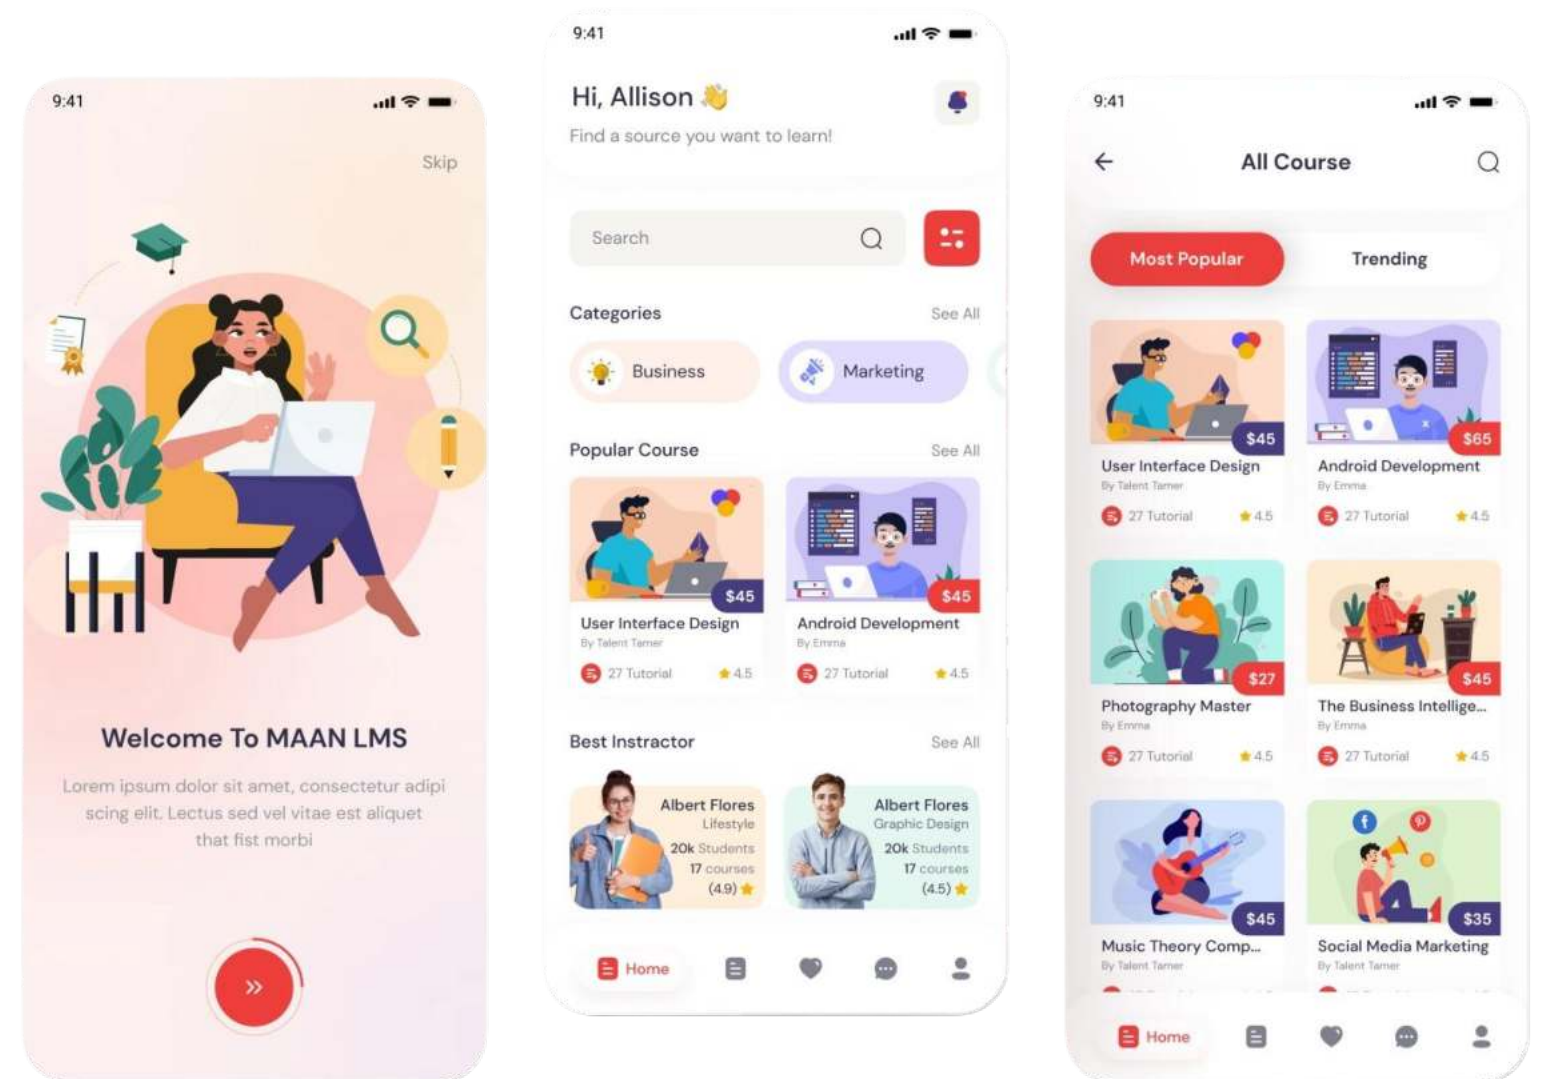 9:41
Skip
Welcome To MAAN LMS
Lorem ipsum dolor sit amet, consectetur adipi
scing elit. Lectus sed vel vitae est aliquet
that fist morbi
9:41
Hi, Allison 👋
Find a source you want to learn!
Search
Categories See All
Business Marketing
Popular Course See All
$45 $45
User Interface Design Android Development
By Talent Tamer By Emma
27 Tutorial 4.5 27 Tutorial 4.5
Best Instractor See All
Albert Flores Albert Flores
Lifestyle Graphic Design
20k Students 20k Students
17 courses 17 courses
(4.9) (4.5)
Home
9:41
All Course
Most Popular Trending
$45 $65
User Interface Design Android Development
By Talent Tamer By Emma
27 Tutorial 4.5 27 Tutorial 4.5
$27 $45
Photography Master The Business Intellige...
By Emma By Emma
27 Tutorial 4.5 27 Tutorial 4.5
$45 $35
Music Theory Comp... Social Media Marketing
By Talent Tamer By Talent Tamer
Home